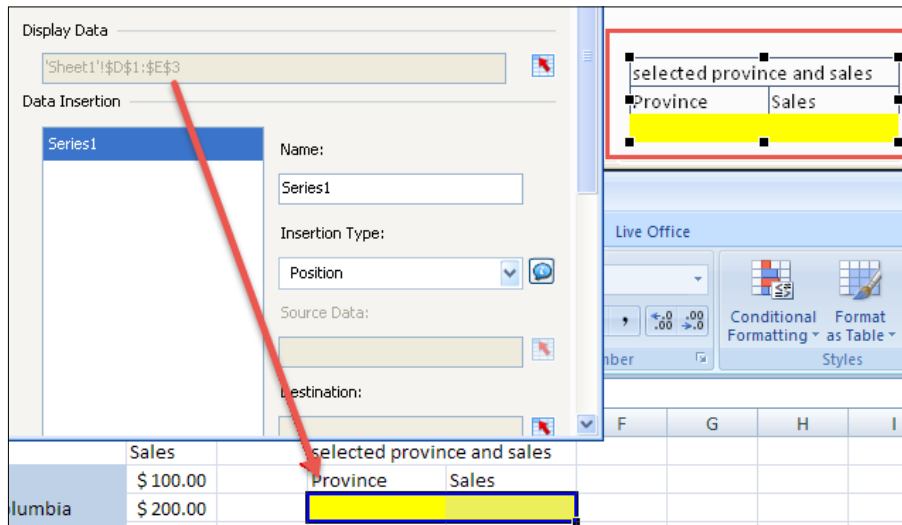 Display Data
'Sheet1'!$D$1:$E$3
Data Insertion
Series1
Name:
Series1
Insertion Type:
Position
Source Data:
Destination:
selected province and sales
Province Sales
Live Office
Conditional Formatting
Format as Table
Styles
F G H I
Sales selected province and sales
$ 100.00 Province Sales
$ 200.00